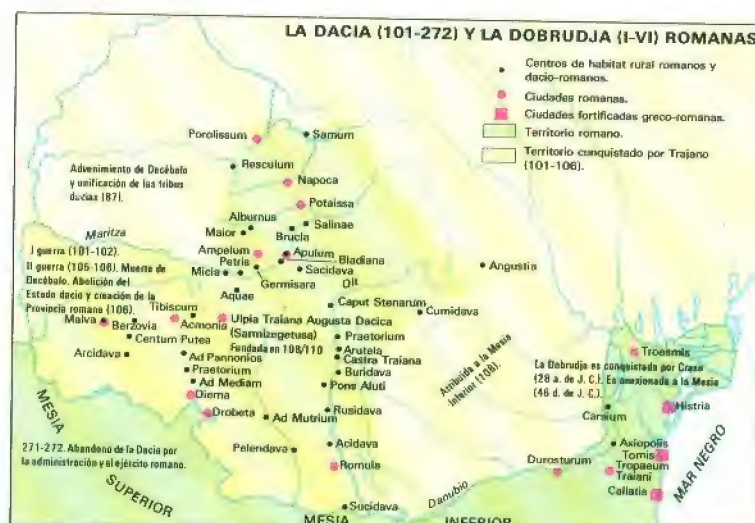 LA DACIA (101-272) Y LA DOBRUDJA (I-VI) ROMANAS
Centros de habitat rural romanos y
dacio-romanos.
Ciudades romanas.
Ciudades fortificadas greco-romanas.
Territorio romano.
Territorio conquistado por Trajano
(101-106).
Porolissum
Samum
Resculum
Advenimiento de Decébalo
y unificación de las tribus
dacias (87).
Napoca
Potaissa
Alburnus
Maior
Salinae
Brucla
Maritza
Ampelum
Apulum
Petris
Bladiana
Micia
Sacidava
Germisara
Olt
Angustia
I guerra (101-102).
II guerra (105-106). Muerte de
Decébalo. Abolición del
Estado dacio y creación de la
Provincia romana (106).
Aquae
Caput Stenarum
Cumidava
Tibiscum
Malva
Berzovia
Acmonia
Ulpia Traiana Augusta Dacica
(Sarmizegetusa)
Fundada en 108/110
Centum Putea
Arcidava
Ad Pannonios
Praetorium
Ad Mediam
Dierna
Drobeta
Praetorium
Arutela
Castra Traiana
Buridava
Pons Aluti
Rusidava
Ad Mutrium
Acidava
Pelendava
Romula
Sucidava
Arribuida a la Mesia
Inferior (106).
Troesmis
La Dobrudja es conquistada por Craso
(28 a. de J. C.). Es anexionada a la Mesia
(46 d. de J. C.).
Histria
Carsium
Axiopolis
Tomis
Tropaeum
Traiani
Callatia
Durosturum
Danubio
MAR NEGRO
MESIA
SUPERIOR
271-272. Abandono de la Dacia por
la administración y el ejército romano.
MESIA INFERIOR